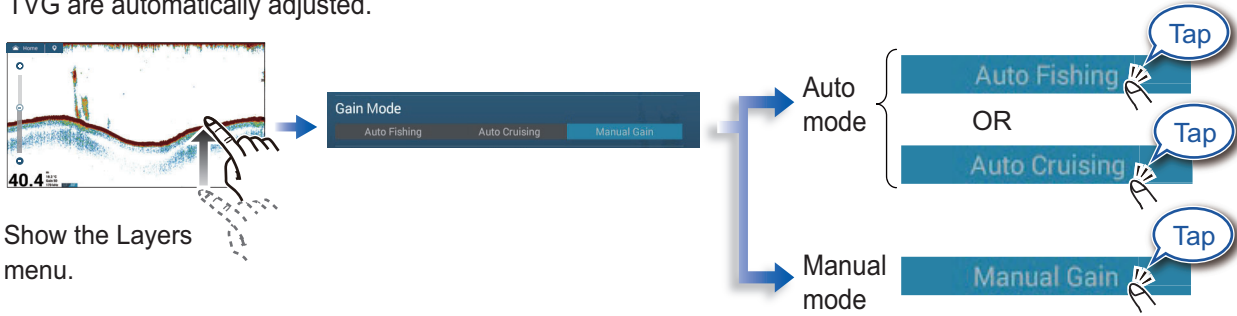 TVG are automatically adjusted.
Home
40.4
Show the Layers
menu.
Gain Mode
Auto Fishing Auto Cruising Manual Gain
Auto
mode
Auto Fishing
Tap
OR
Auto Cruising
Tap
Manual
mode
Manual Gain
Tap